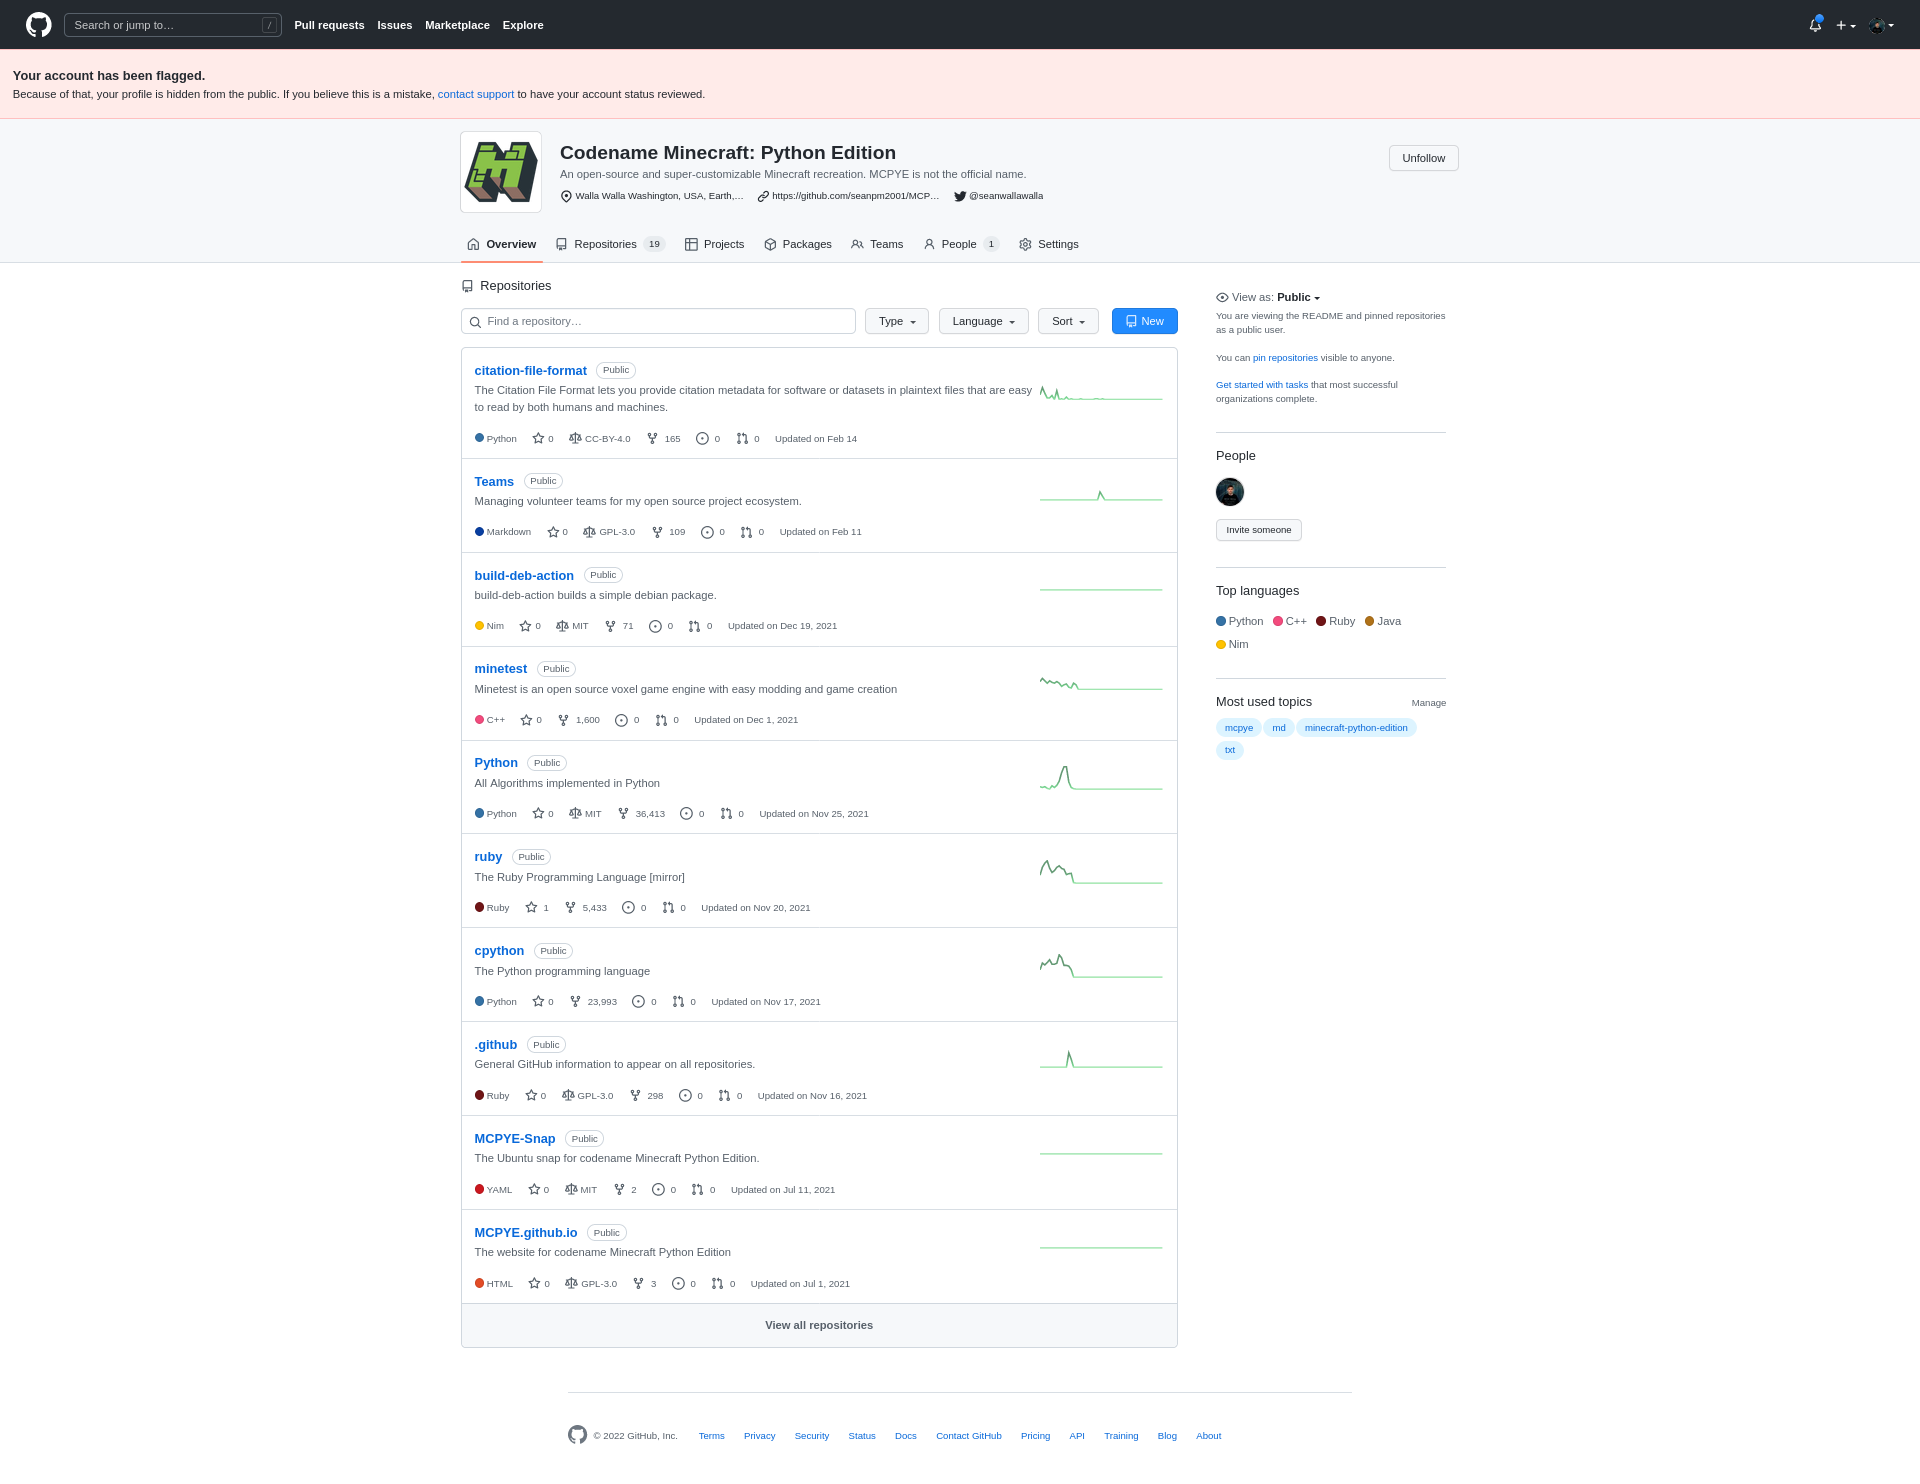 Search or jump to… /
Pull requests Issues Marketplace Explore
Your account has been flagged.
Because of that, your profile is hidden from the public. If you believe this is a mistake, contact support to have your account status reviewed.
Codename Minecraft: Python Edition
An open-source and super-customizable Minecraft recreation. MCPYE is not the official name.
Walla Walla Washington, USA, Earth,… https://github.com/seanpm2001/MCP… @seanwallawalla
Unfollow
Overview Repositories 19 Projects Packages Teams People 1 Settings
Repositories
Find a repository… Type Language Sort New
citation-file-format Public
The Citation File Format lets you provide citation metadata for software or datasets in plaintext files that are easy
to read by both humans and machines.
Python 0 CC-BY-4.0 165 0 0 Updated on Feb 14
Teams Public
Managing volunteer teams for my open source project ecosystem.
Markdown 0 GPL-3.0 109 0 0 Updated on Feb 11
build-deb-action Public
build-deb-action builds a simple debian package.
Nim 0 MIT 71 0 0 Updated on Dec 19, 2021
minetest Public
Minetest is an open source voxel game engine with easy modding and game creation
C++ 0 1,600 0 0 Updated on Dec 1, 2021
Python Public
All Algorithms implemented in Python
Python 0 MIT 36,413 0 0 Updated on Nov 25, 2021
ruby Public
The Ruby Programming Language [mirror]
Ruby 1 5,433 0 0 Updated on Nov 20, 2021
cpython Public
The Python programming language
Python 0 23,993 0 0 Updated on Nov 17, 2021
.github Public
General GitHub information to appear on all repositories.
Ruby 0 GPL-3.0 298 0 0 Updated on Nov 16, 2021
MCPYE-Snap Public
The Ubuntu snap for codename Minecraft Python Edition.
YAML 0 MIT 2 0 0 Updated on Jul 11, 2021
MCPYE.github.io Public
The website for codename Minecraft Python Edition
HTML 0 GPL-3.0 3 0 0 Updated on Jul 1, 2021
View all repositories
View as: Public
You are viewing the README and pinned repositories
as a public user.
You can pin repositories visible to anyone.
Get started with tasks that most successful
organizations complete.
People
Invite someone
Top languages
Python C++ Ruby Java
Nim
Most used topics Manage
mcpye md minecraft-python-edition
txt
© 2022 GitHub, Inc. Terms Privacy Security Status Docs Contact GitHub Pricing API Training Blog About